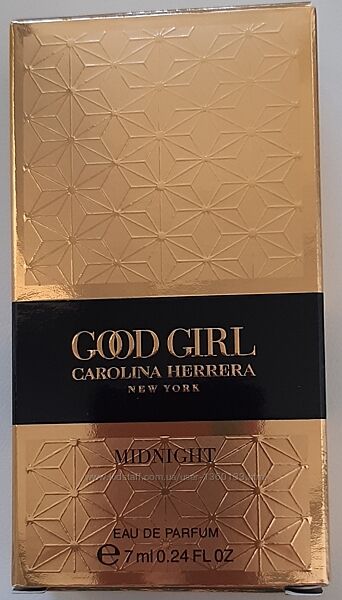 GOOD GIRL
CAROLINA HERRERA
NEW YORK
MIDNIGHT
EAU DE PARFUM
℮ 7 ml 0.24 FL OZ